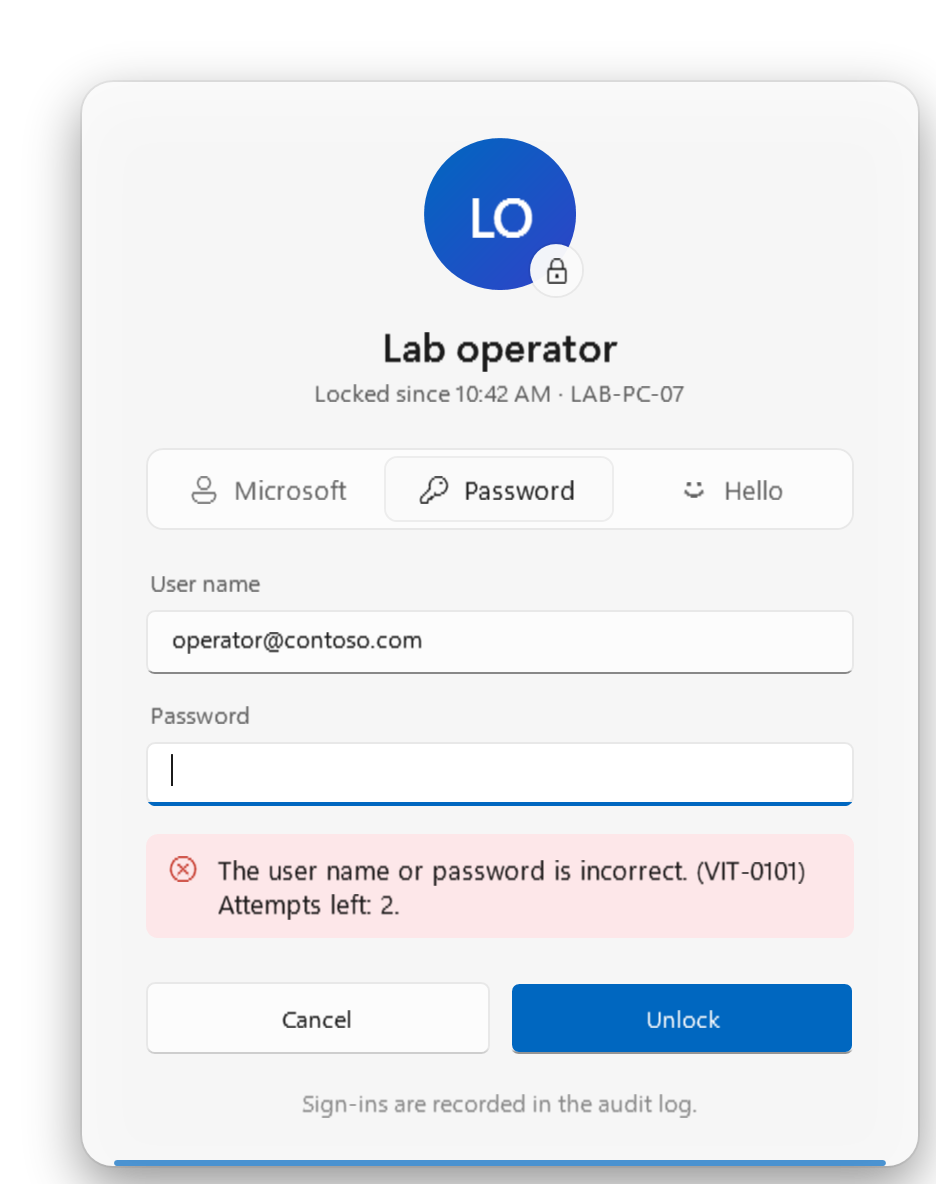 LO
Lab operator
Locked since 10:42 AM · LAB-PC-07
Microsoft
Password
Hello
User name
operator@contoso.com
Password
The user name or password is incorrect. (VIT-0101)
Attempts left: 2.
Cancel
Unlock
Sign-ins are recorded in the audit log.